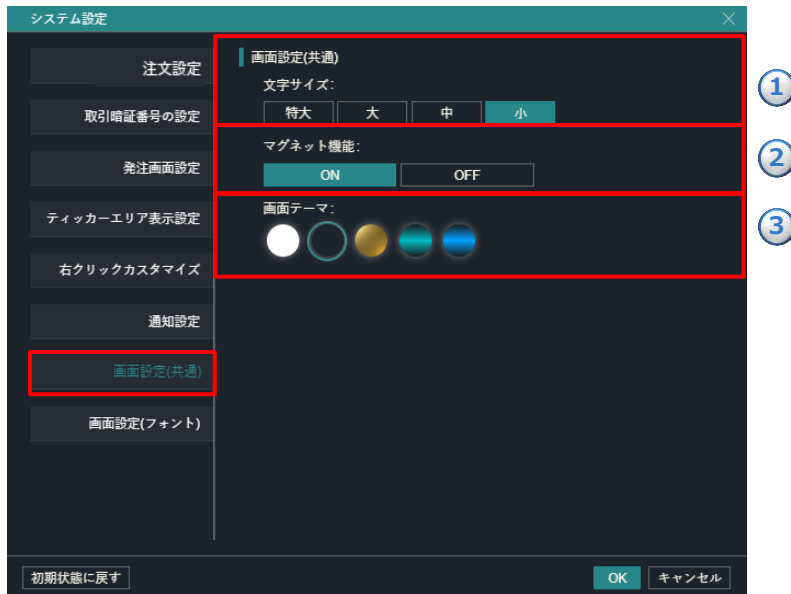 システム設定
注文設定
取引暗証番号の設定
発注画面設定
ティッカーエリア表示設定
右クリックカスタマイズ
通知設定
画面設定(共通)
画面設定(フォント)
画面設定(共通)
文字サイズ:
特大 大 中 小
マグネット機能:
ON OFF
画面テーマ:
1
2
3
初期状態に戻す
OK キャンセル